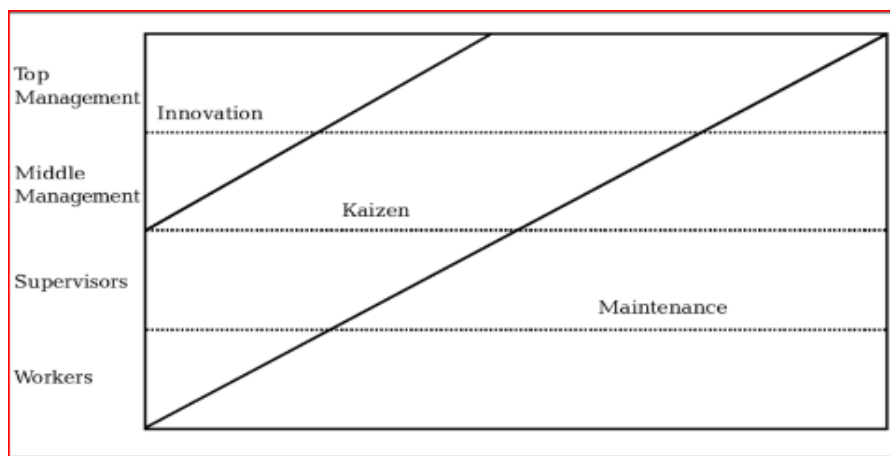 Top
Management
Innovation
Middle
Management
Kaizen
Supervisors
Maintenance
Workers